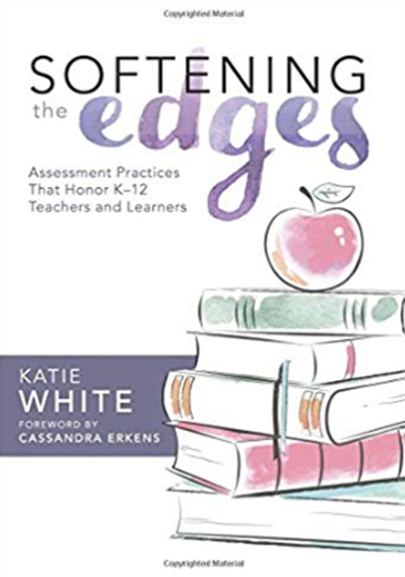 Copyrighted Material
SOFTENING
the edges
Assessment Practices
That Honor K–12
Teachers and Learners
KATIE
WHITE
FOREWORD BY
CASSANDRA ERKENS
Copyrighted Material